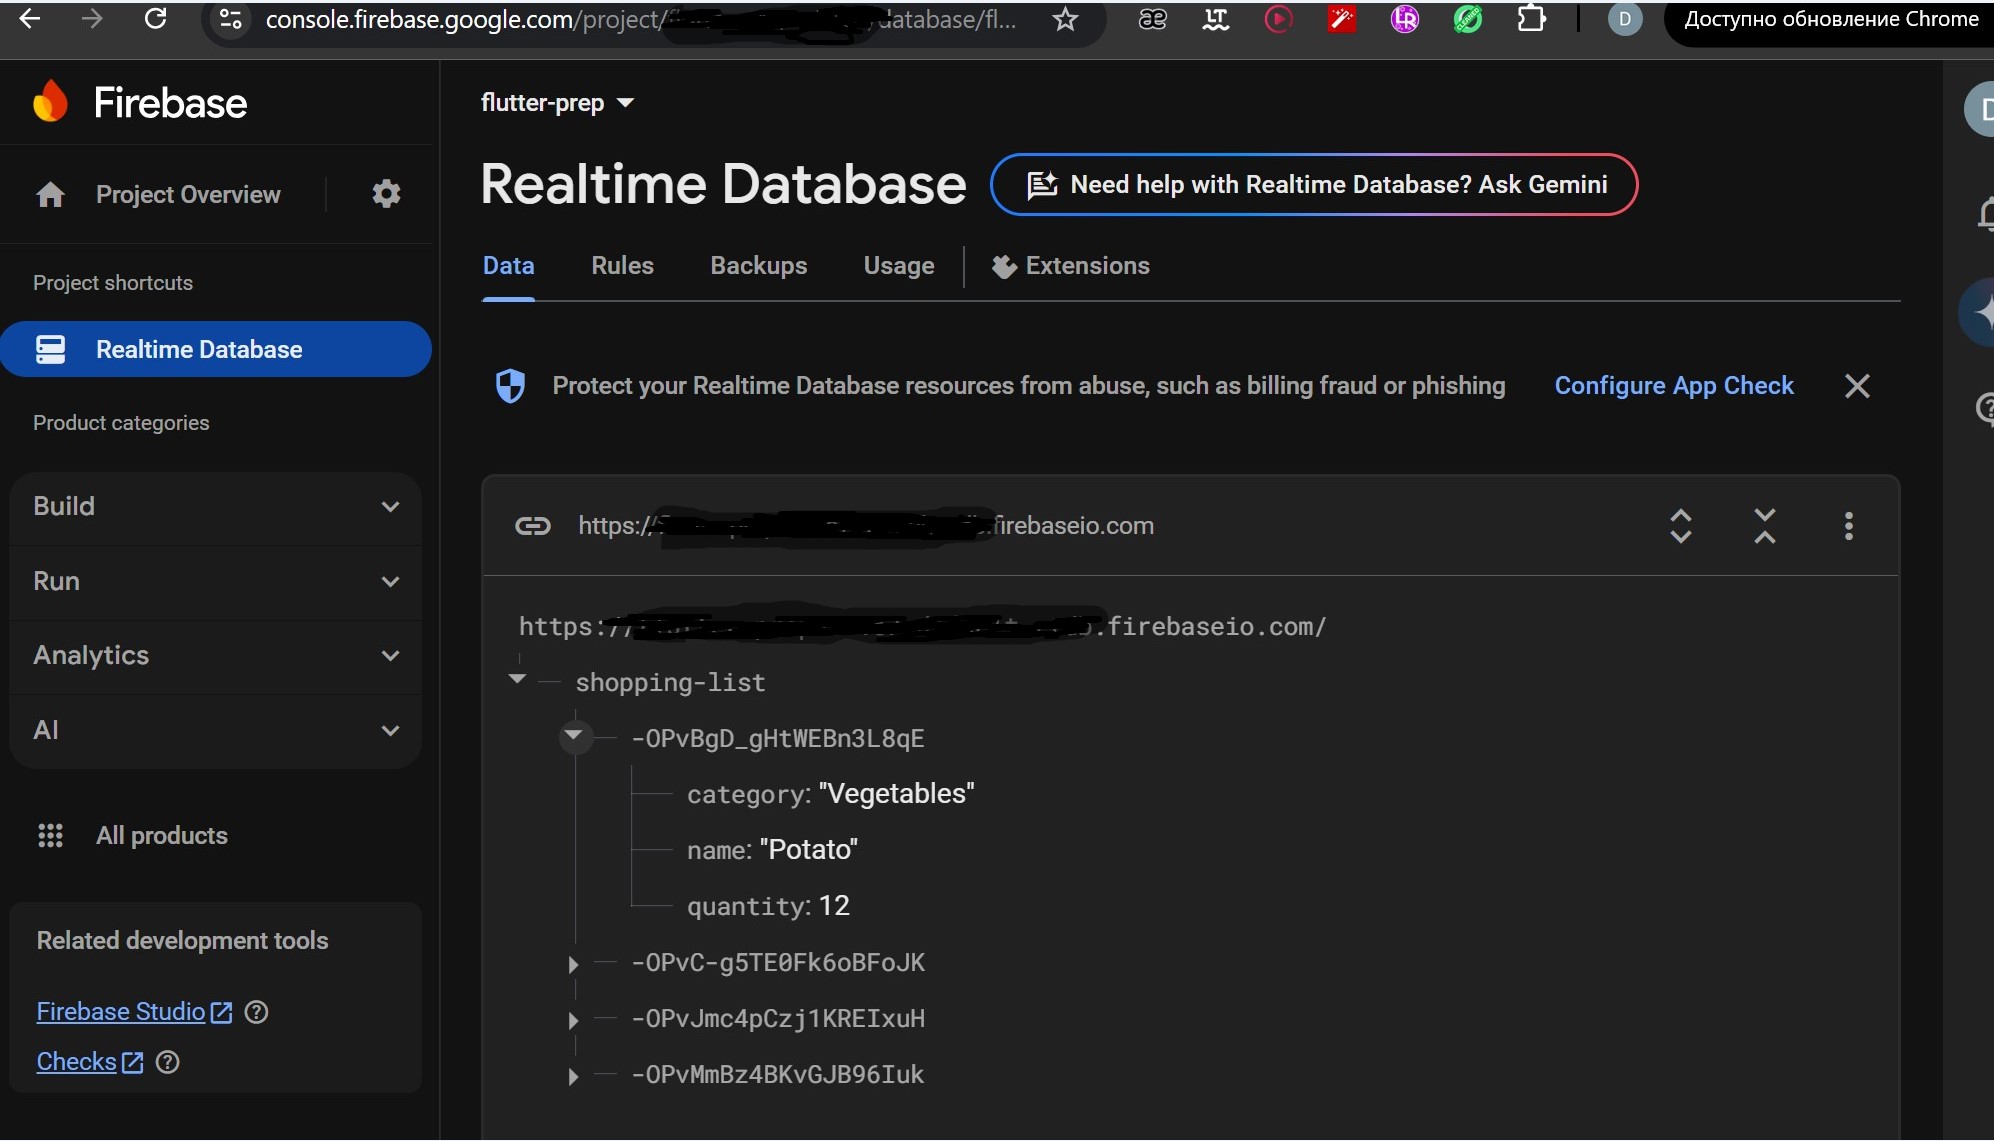 console.firebase.google.com/project/ /database/fl...
Доступно обновление Chrome
Firebase
Project Overview
Project shortcuts
Realtime Database
Product categories
Build
Run
Analytics
AI
All products
Related development tools
Firebase Studio
Checks
flutter-prep
Realtime Database
Need help with Realtime Database? Ask Gemini
Data Rules Backups Usage Extensions
Protect your Realtime Database resources from abuse, such as billing fraud or phishing Configure App Check
https:// firebaseio.com
https:// .firebaseio.com/
shopping-list
-OPvBgD_gHtWEBn3L8qE
category: "Vegetables"
name: "Potato"
quantity: 12
-OPvC-g5TE0Fk6oBFoJK
-OPvJmc4pCzj1KREIxuH
-OPvMmBz4BKvGJB96Iuk